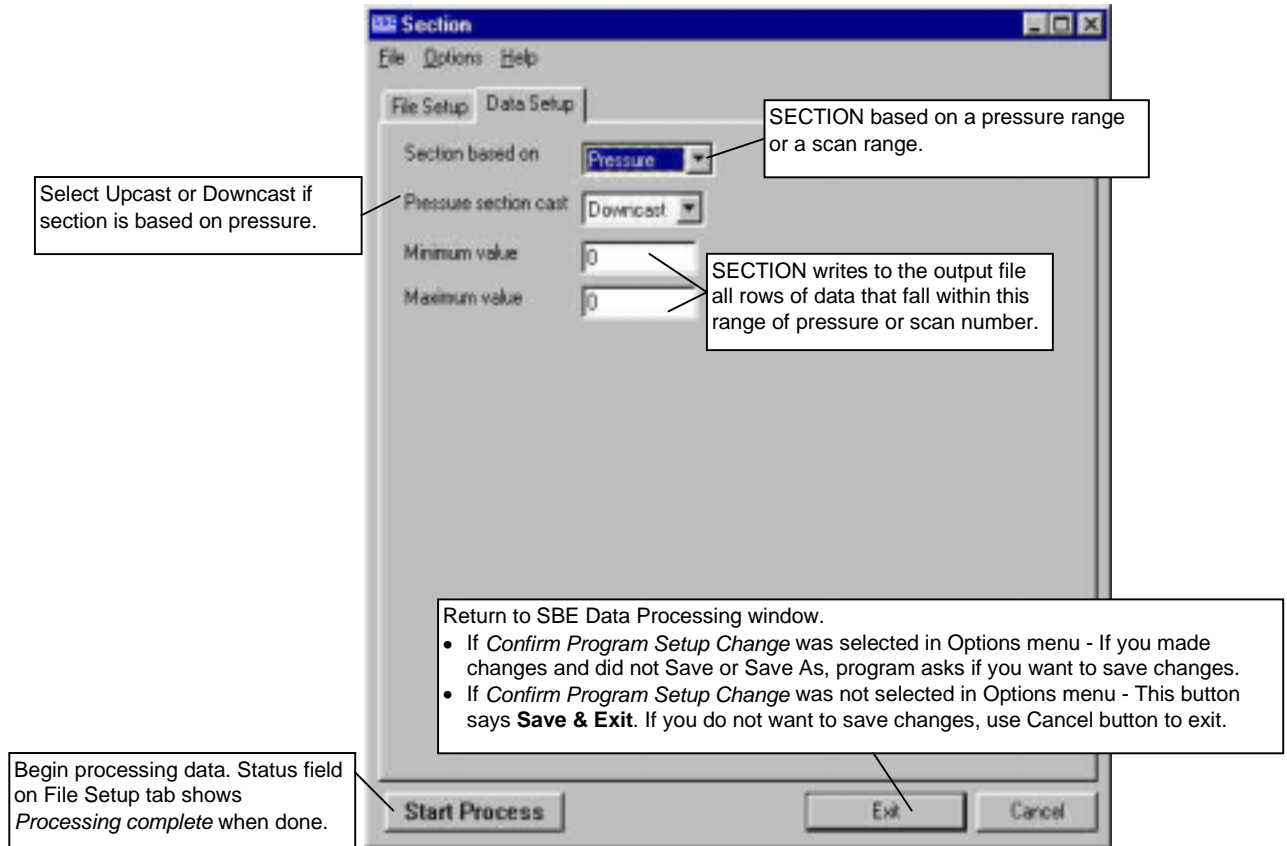 Section
File Options Help
File Setup Data Setup
SECTION based on a pressure range
or a scan range.
Section based on Pressure
Select Upcast or Downcast if
section is based on pressure.
Pressure section cast Downcast
Minimum value 0
Maximum value 0
SECTION writes to the output file
all rows of data that fall within this
range of pressure or scan number.
Return to SBE Data Processing window.
• If Confirm Program Setup Change was selected in Options menu - If you made
changes and did not Save or Save As, program asks if you want to save changes.
• If Confirm Program Setup Change was not selected in Options menu - This button
says Save & Exit. If you do not want to save changes, use Cancel button to exit.
Begin processing data. Status field
on File Setup tab shows
Processing complete when done.
Start Process Exit Cancel